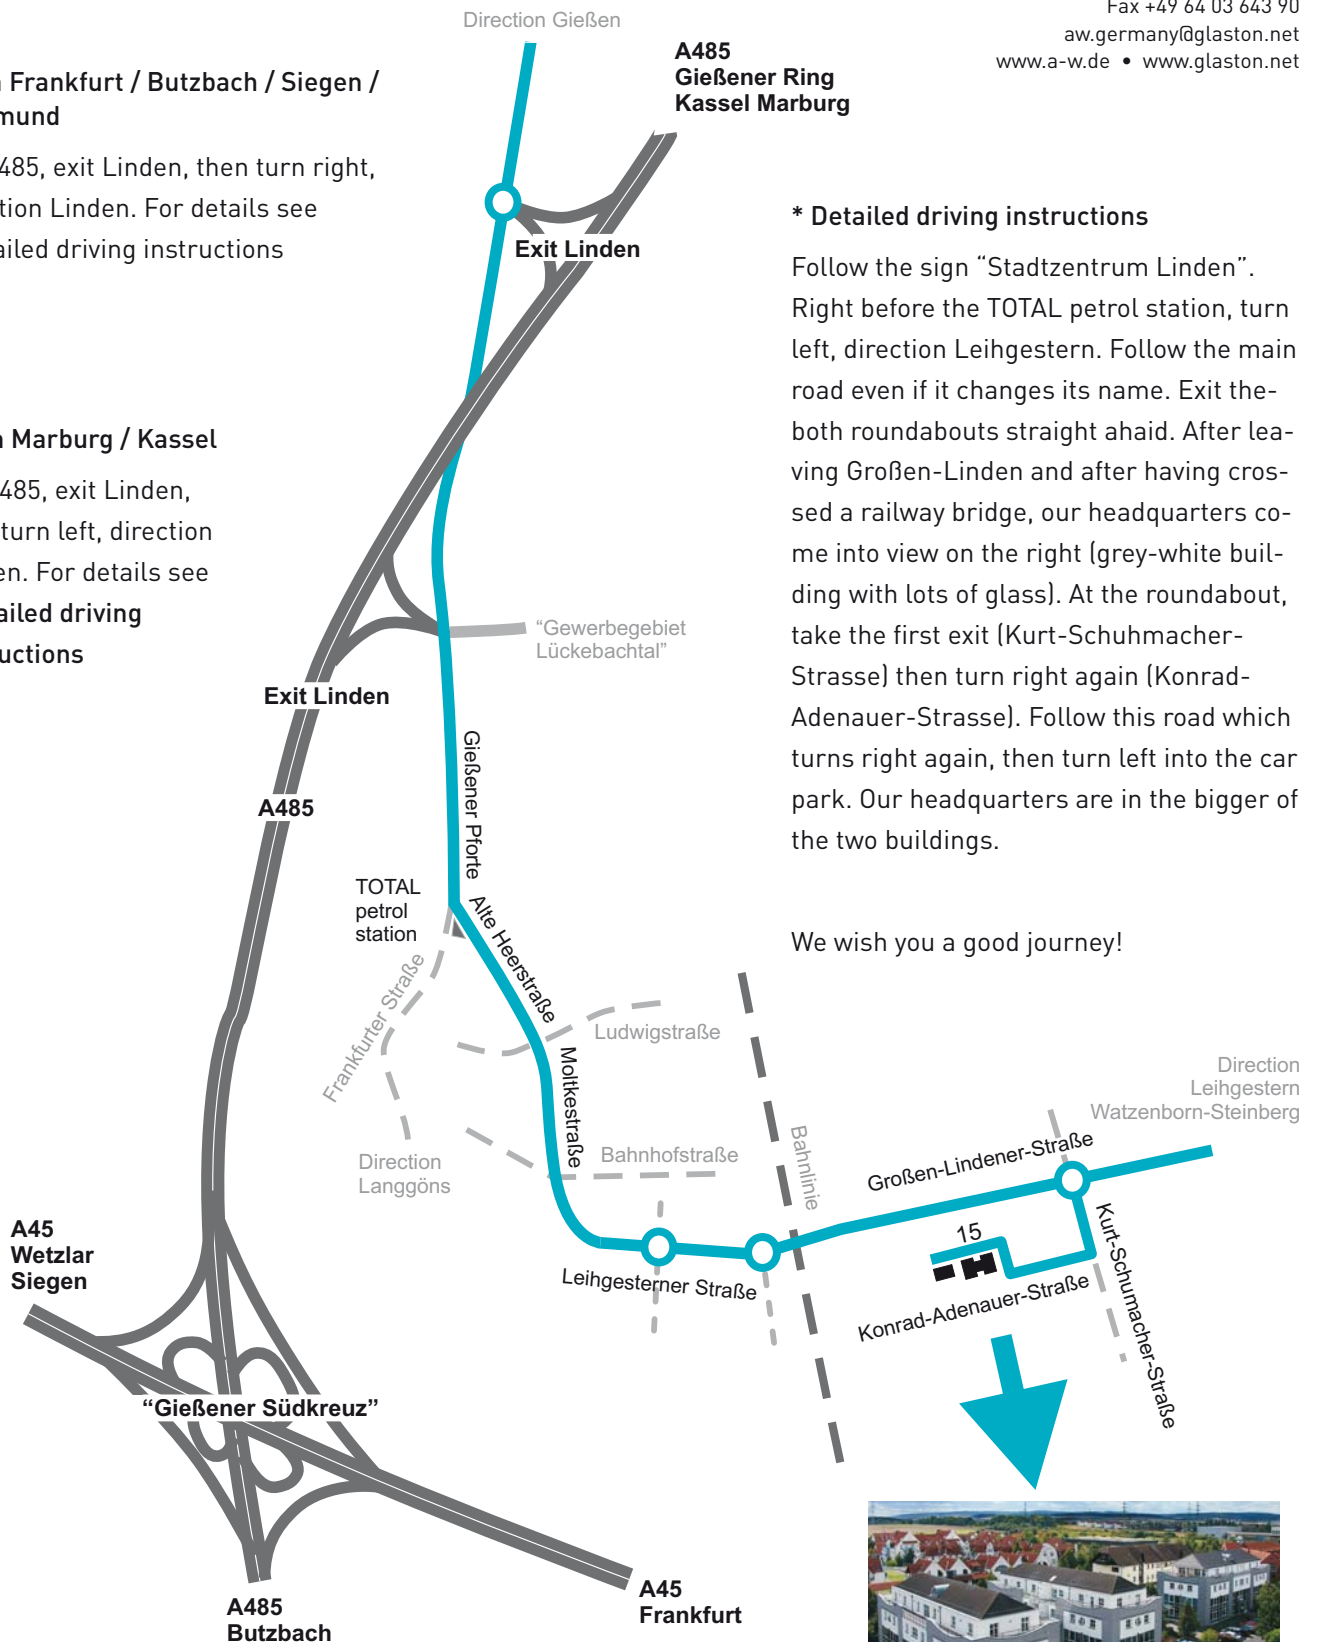 Fax +49 64 03 643 90
aw.germany@glaston.net
www.a-w.de • www.glaston.net
Direction Gießen
A485
Gießener Ring
Kassel Marburg
Frankfurt / Butzbach / Siegen /
mund
485, exit Linden, then turn right,
tion Linden. For details see
ailed driving instructions
Exit Linden
Marburg / Kassel
485, exit Linden,
turn left, direction
en. For details see
ailed driving
uctions
* Detailed driving instructions
Follow the sign “Stadtzentrum Linden”.
Right before the TOTAL petrol station, turn
left, direction Leihgestern. Follow the main
road even if it changes its name. Exit the-
both roundabouts straight ahaid. After lea-
ving Großen-Linden and after having cros-
sed a railway bridge, our headquarters co-
me into view on the right (grey-white buil-
ding with lots of glass). At the roundabout,
take the first exit (Kurt-Schuhmacher-
Strasse) then turn right again (Konrad-
Adenauer-Strasse). Follow this road which
turns right again, then turn left into the car
park. Our headquarters are in the bigger of
the two buildings.
We wish you a good journey!
“Gewerbegebiet
Lückebachtal”
Exit Linden
A485
Gießener Pforte
TOTAL
petrol
station
Alte Heerstraße
Frankfurter Straße
Ludwigstraße
Moltkestraße
Direction
Langgöns
Bahnhofstraße
Bahnlinie
Direction
Leihgestern
Watzenborn-Steinberg
Großen-Lindener-Straße
Leihgesterner Straße
15
Konrad-Adenauer-Straße
Kurt-Schumacher-Straße
A45
Wetzlar
Siegen
“Gießener Südkreuz”
A45
Frankfurt
A485
Butzbach